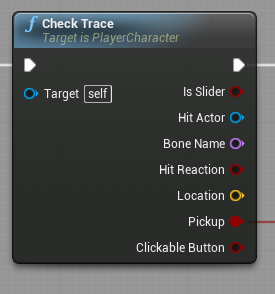 f Check Trace
Target is PlayerCharacter
Target self
Is Slider
Hit Actor
Bone Name
Hit Reaction
Location
Pickup
Clickable Button